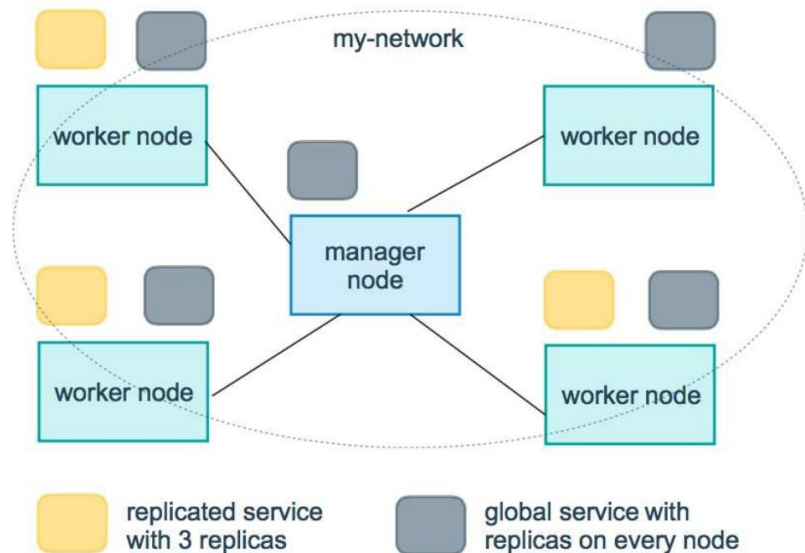 my-network
worker node
worker node
manager
node
worker node
worker node
replicated service
with 3 replicas
global service with
replicas on every node